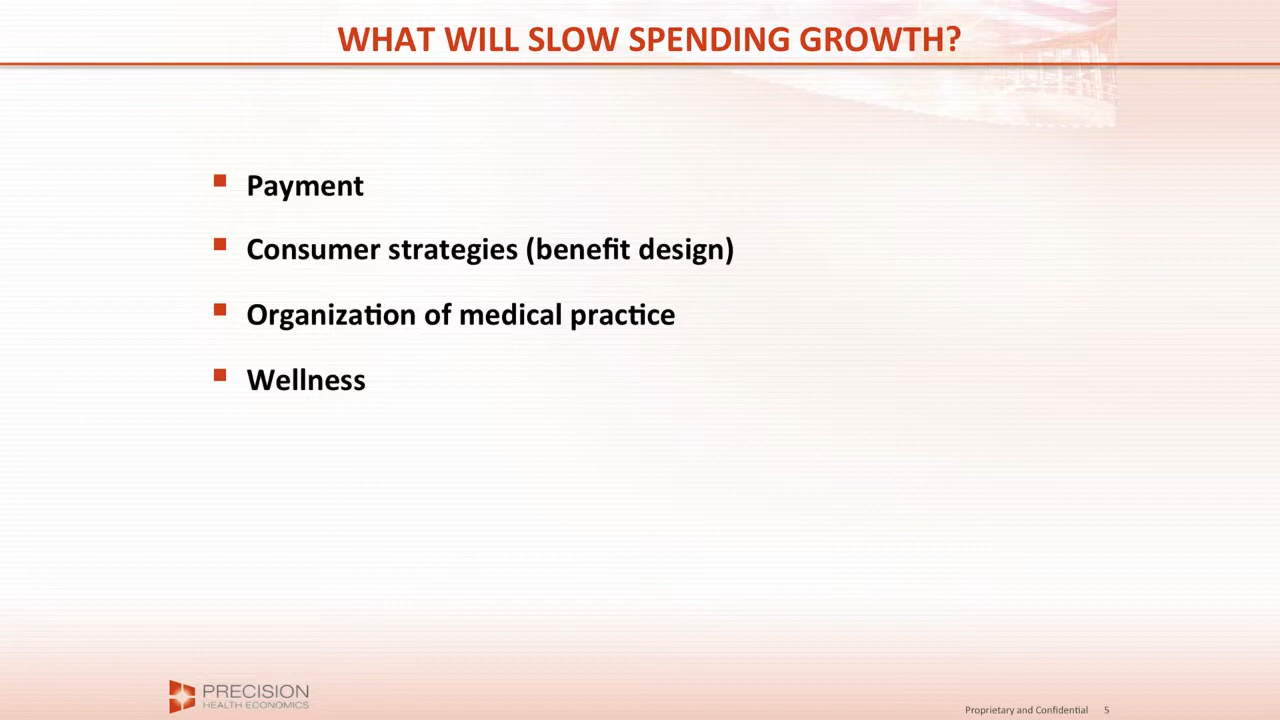 WHAT WILL SLOW SPENDING GROWTH?
Payment
Consumer strategies (benefit design)
Organization of medical practice
Wellness
PRECISION
HEALTH ECONOMICS
Proprietary and Confidential 5